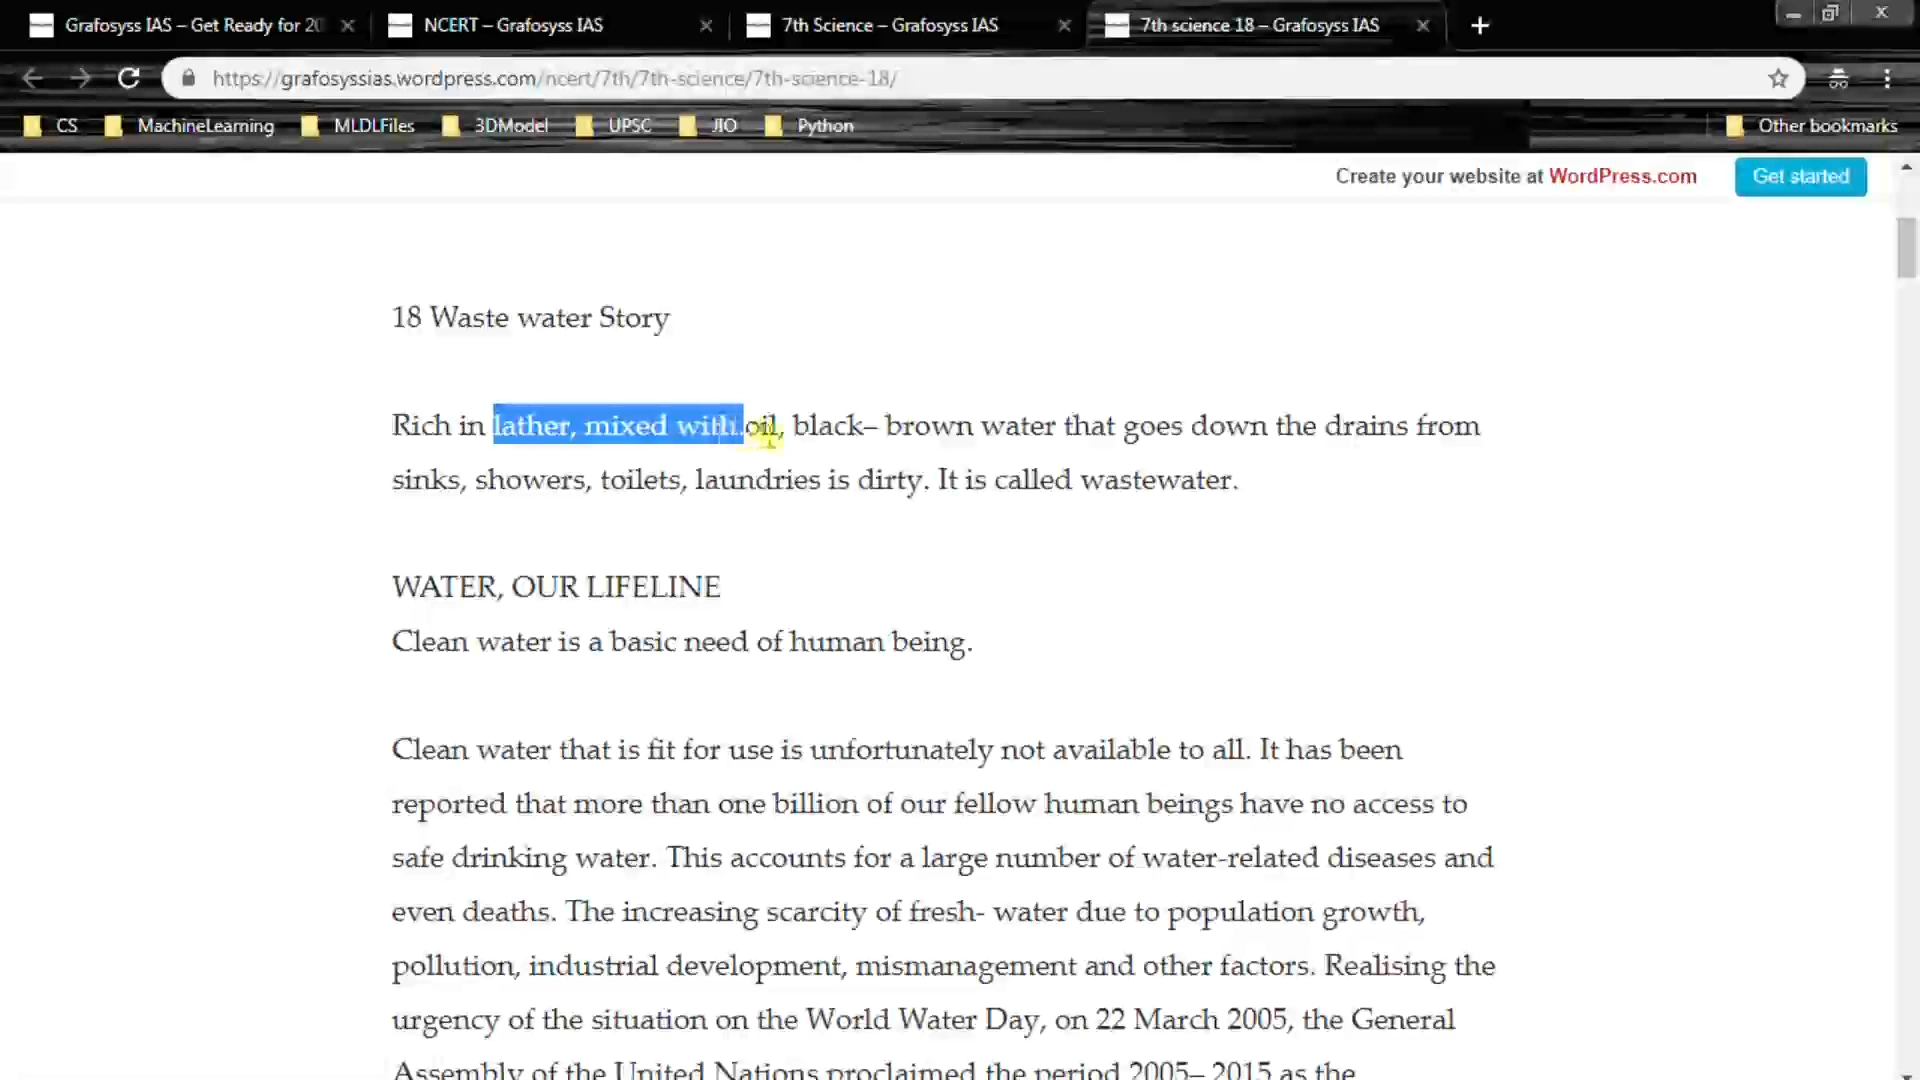 Grafosyss IAS – Get Ready for 20
NCERT – Grafosyss IAS
7th Science – Grafosyss IAS
7th science 18 – Grafosyss IAS
https://grafosyssias.wordpress.com/ncert/7th/7th-science/7th-science-18/
CS
MachineLearning
MLDLFiles
3DModel
UPSC
JIO
Python
Other bookmarks
Create your website at WordPress.com
Get started
18 Waste water Story
Rich in lather, mixed with oil, black– brown water that goes down the drains from
sinks, showers, toilets, laundries is dirty. It is called wastewater.
WATER, OUR LIFELINE
Clean water is a basic need of human being.
Clean water that is fit for use is unfortunately not available to all. It has been
reported that more than one billion of our fellow human beings have no access to
safe drinking water. This accounts for a large number of water-related diseases and
even deaths. The increasing scarcity of fresh- water due to population growth,
pollution, industrial development, mismanagement and other factors. Realising the
urgency of the situation on the World Water Day, on 22 March 2005, the General
Assembly of the United Nations proclaimed the period 2005– 2015 as the